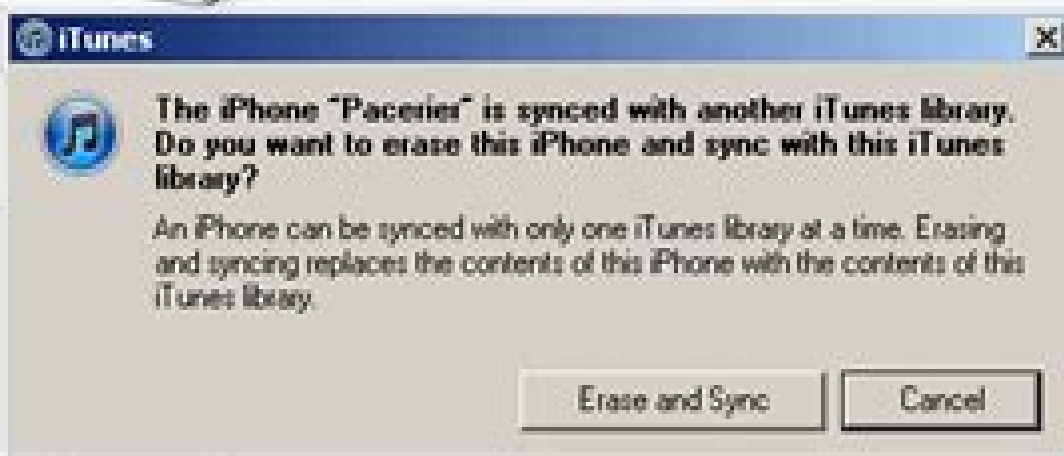 iTunes
The iPhone "Pacerier" is synced with another iTunes library.
Do you want to erase this iPhone and sync with this iTunes
library?
An iPhone can be synced with only one iTunes library at a time. Erasing
and syncing replaces the contents of this iPhone with the contents of this
iTunes library.
Erase and Sync
Cancel